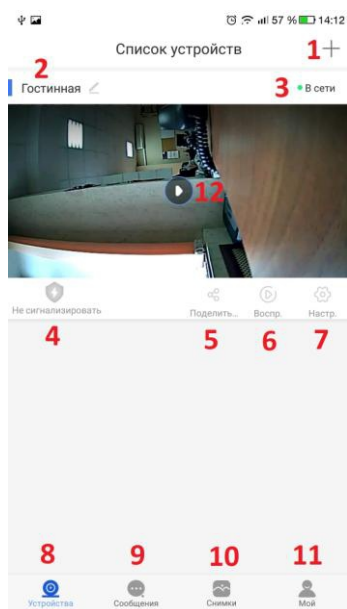 57 % 14:12
Список устройств 1
2
Гостинная 3 В сети
12
Не сигнализировать Поделить... Воспр. Настр.
4 5 6 7
8 9 10 11
Устройства Сообщения Снимки Мой